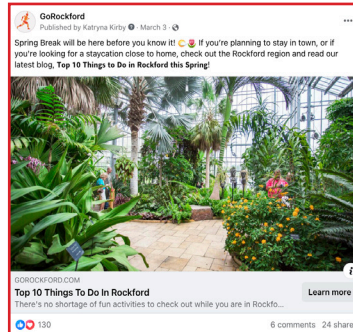 GoRockford
Published by Katryna Kirby · March 3 ·
Spring Break will be here before you know it! If you're planning to stay in town, or if
you're looking for a staycation close to home, check out the Rockford region and read our
latest blog, Top 10 Things to Do in Rockford this Spring!
GOROCKFORD.COM
Top 10 Things To Do In Rockford
There's no shortage of fun activities to check out while you are in Rockfo...
Learn more
130
6 comments 24 share